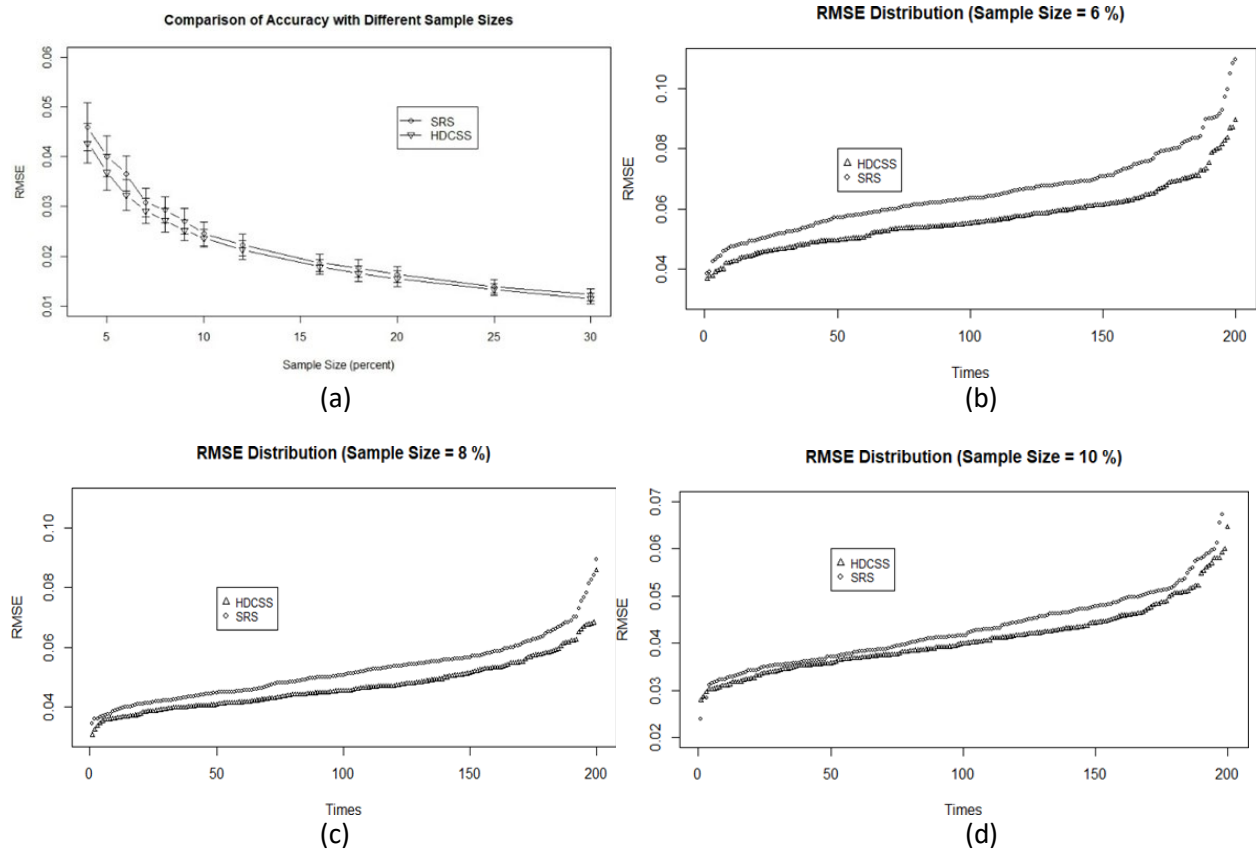 Comparison of Accuracy with Different Sample Sizes
RMSE
0.06
0.05
0.04
0.03
0.02
0.01
SRS
HDCSS
5
10
15
20
25
30
Sample Size (percent)
(a)
RMSE Distribution (Sample Size = 6 %)
RMSE
0.10
0.08
0.06
0.04
HDCSS
SRS
0
50
100
150
200
Times
(b)
RMSE Distribution (Sample Size = 8 %)
RMSE
0.10
0.08
0.06
0.04
HDCSS
SRS
0
50
100
150
200
Times
(c)
RMSE Distribution (Sample Size = 10 %)
RMSE
0.07
0.06
0.05
0.04
0.03
0.02
HDCSS
SRS
0
50
100
150
200
Times
(d)